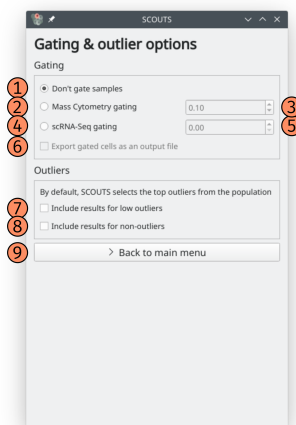 SCOUTS
Gating & outlier options
Gating
1 Don't gate samples
2 Mass Cytometry gating 0.10 3
4 scRNA-Seq gating 0.00 5
6 Export gated cells as an output file
Outliers
By default, SCOUTS selects the top outliers from the population
7 Include results for low outliers
8 Include results for non-outliers
9 > Back to main menu